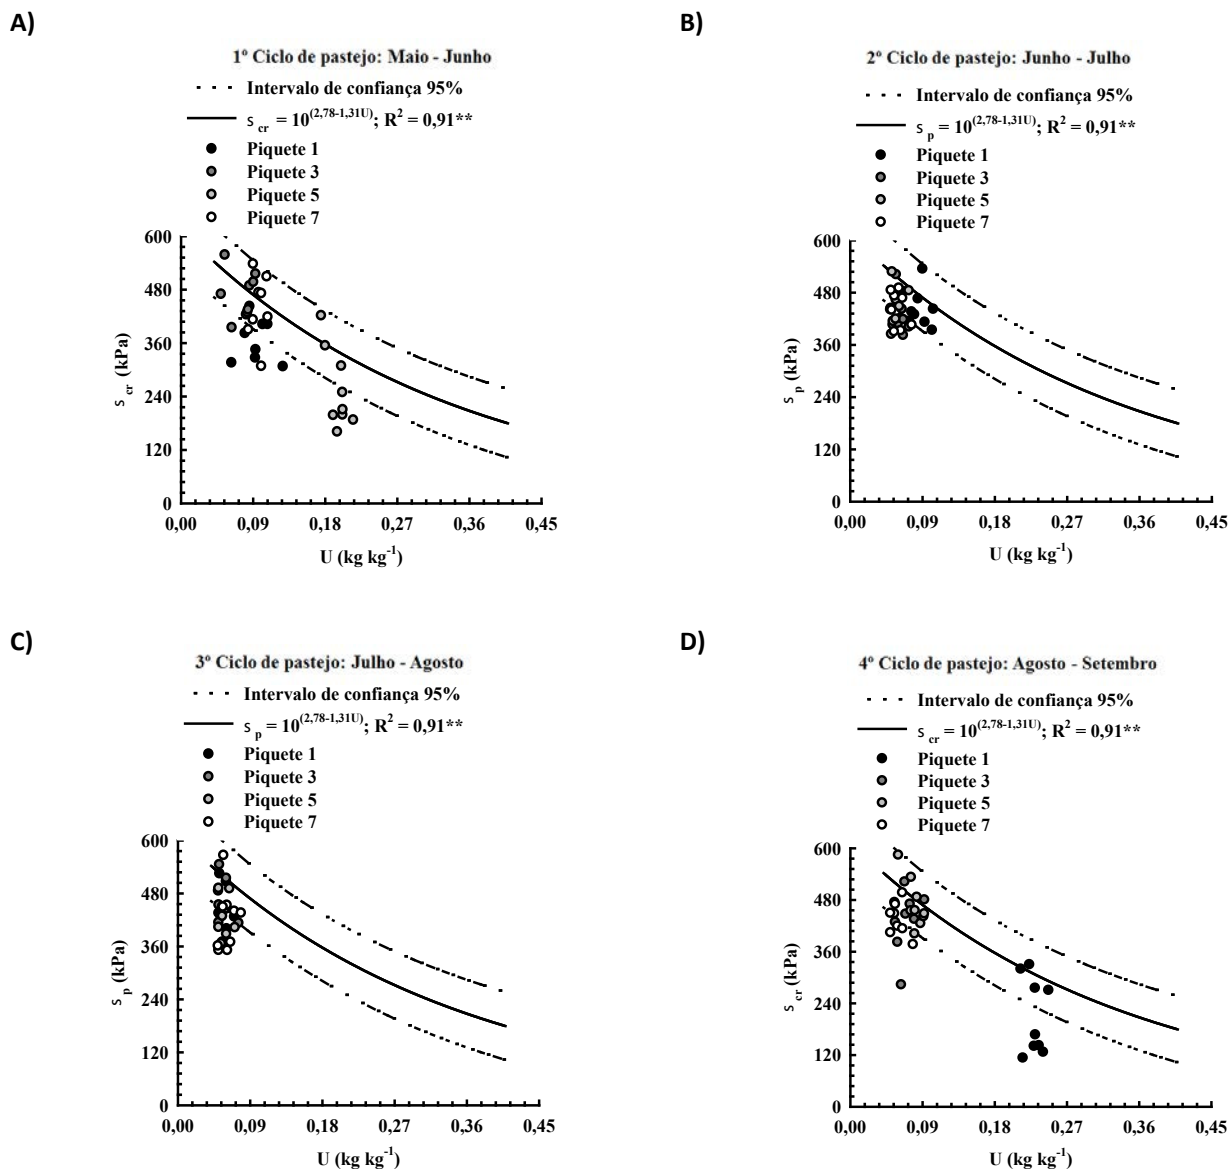 A)
1º Ciclo de pastejo: Maio - Junho
Intervalo de confiança 95%
s cr = 10^(2,78-1,31U); R² = 0,91**
Piquete 1
Piquete 3
Piquete 5
Piquete 7
600
480
360
240
120
0
s cr (kPa)
0,00 0,09 0,18 0,27 0,36 0,45
U (kg kg⁻¹)
B)
2º Ciclo de pastejo: Junho - Julho
Intervalo de confiança 95%
s p = 10^(2,78-1,31U); R² = 0,91**
Piquete 1
Piquete 3
Piquete 5
Piquete 7
600
480
360
240
120
0
s p (kPa)
0,00 0,09 0,18 0,27 0,36 0,45
U (kg kg⁻¹)
C)
3º Ciclo de pastejo: Julho - Agosto
Intervalo de confiança 95%
s p = 10^(2,78-1,31U); R² = 0,91**
Piquete 1
Piquete 3
Piquete 5
Piquete 7
600
480
360
240
120
0
s p (kPa)
0,00 0,09 0,18 0,27 0,36 0,45
U (kg kg⁻¹)
D)
4º Ciclo de pastejo: Agosto - Setembro
Intervalo de confiança 95%
s cr = 10^(2,78-1,31U); R² = 0,91**
Piquete 1
Piquete 3
Piquete 5
Piquete 7
600
480
360
240
120
0
s cr (kPa)
0,00 0,09 0,18 0,27 0,36 0,45
U (kg kg⁻¹)